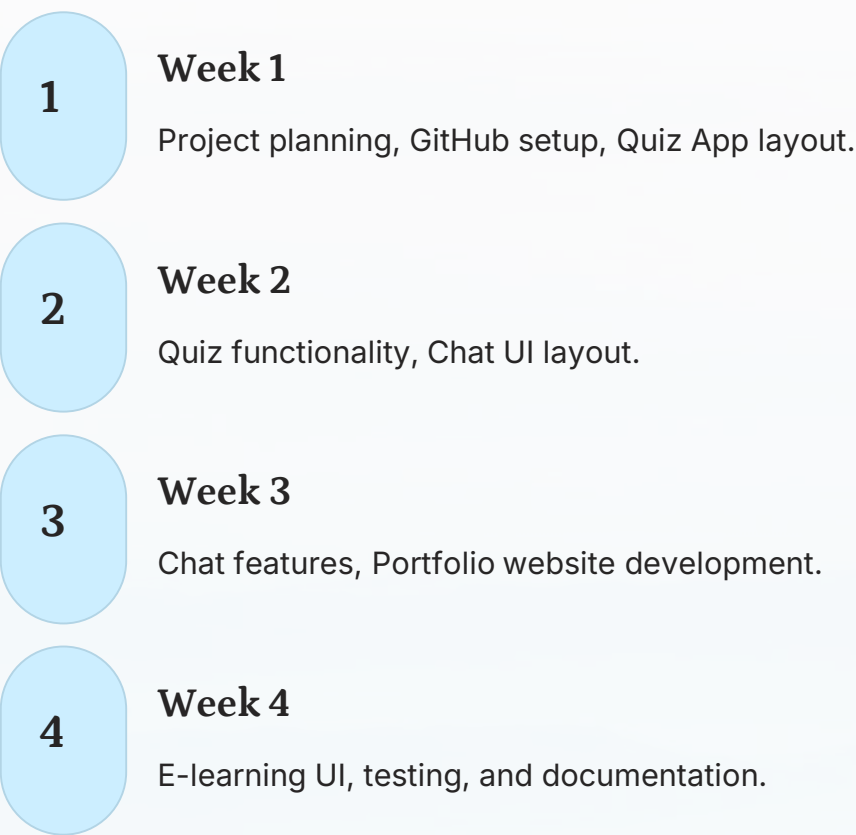 1
Week 1
Project planning, GitHub setup, Quiz App layout.
2
Week 2
Quiz functionality, Chat UI layout.
3
Week 3
Chat features, Portfolio website development.
4
Week 4
E-learning UI, testing, and documentation.